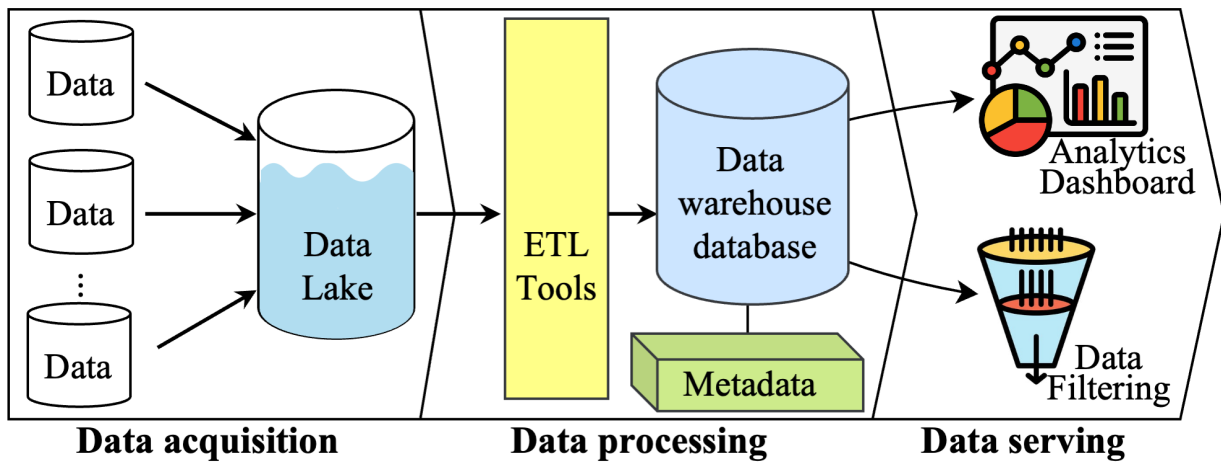 Data
Data
⋮
Data
Data
Lake
ETL
Tools
Data
warehouse
database
Metadata
Analytics
Dashboard
Data
Filtering
Data acquisition
Data processing
Data serving